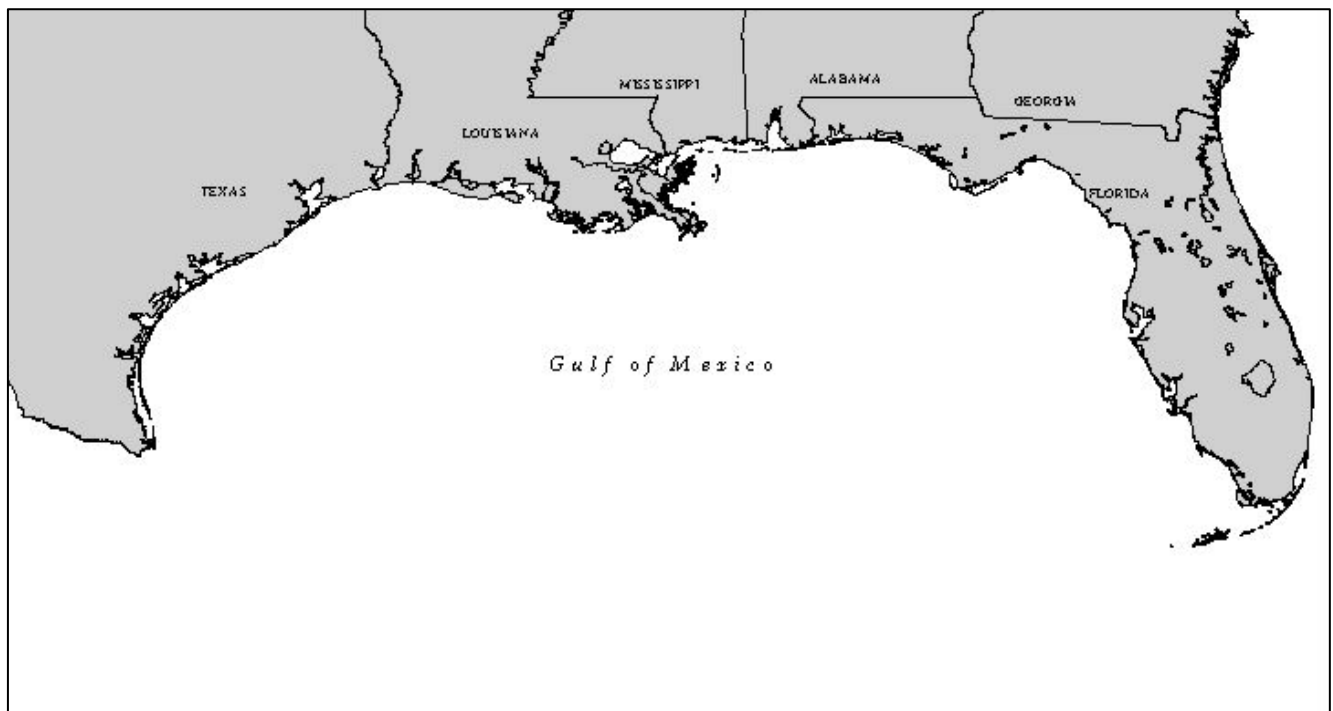 MISSISSIPPI
ALABAMA
GEORGIA
LOUISIANA
TEXAS
FLORIDA
Gulf of Mexico